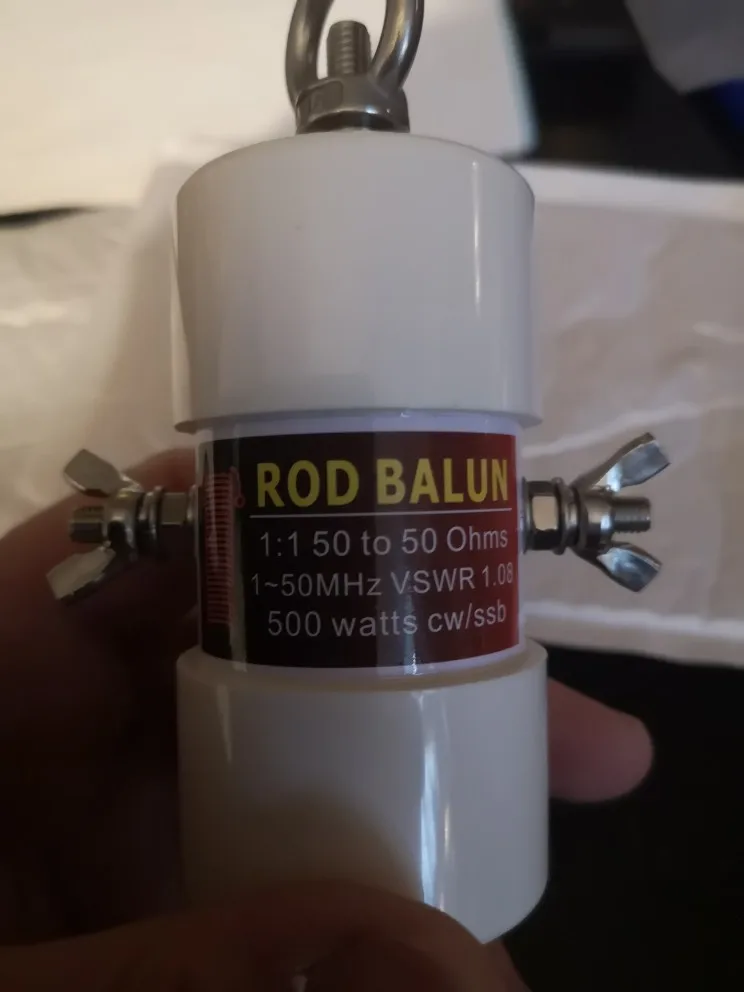 ROD BALUN
1:1 50 to 50 Ohms
1~50MHz VSWR 1.08
500 watts cw/ssb